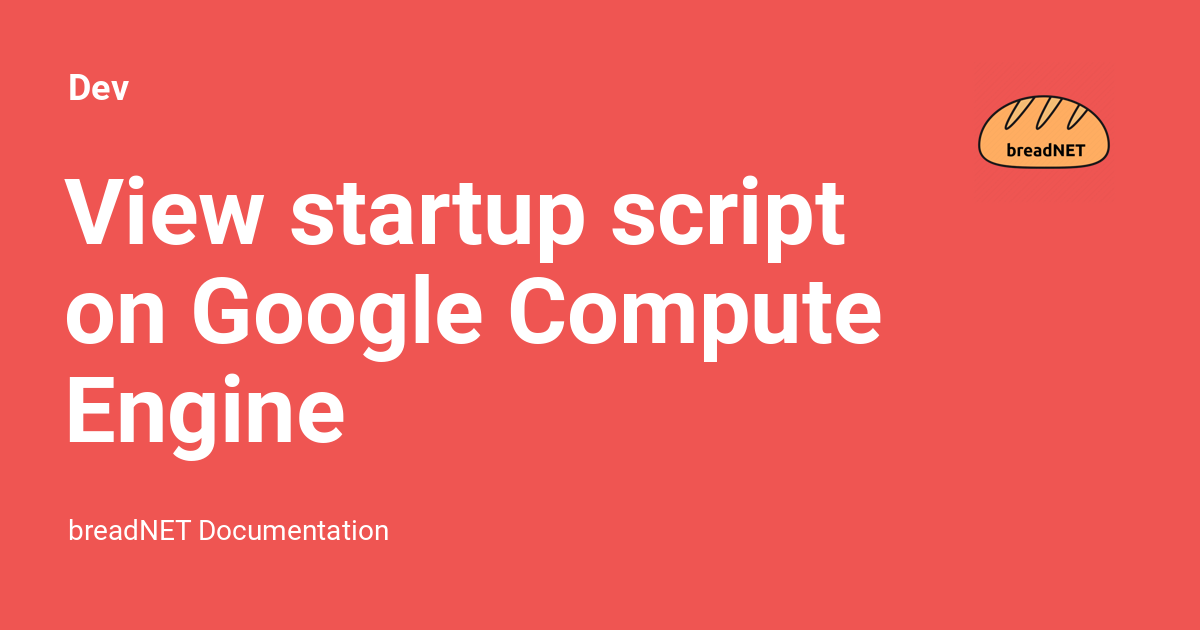 Dev
breadNET
View startup script
on Google Compute
Engine
breadNET Documentation